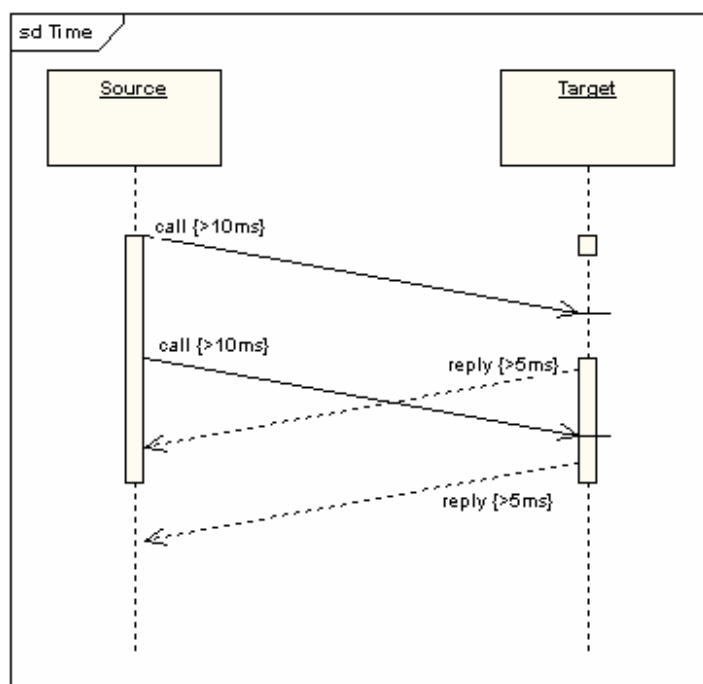 sd Time
Source
Target
call {>10ms}
call {>10ms}
reply {>5ms}
reply {>5ms}